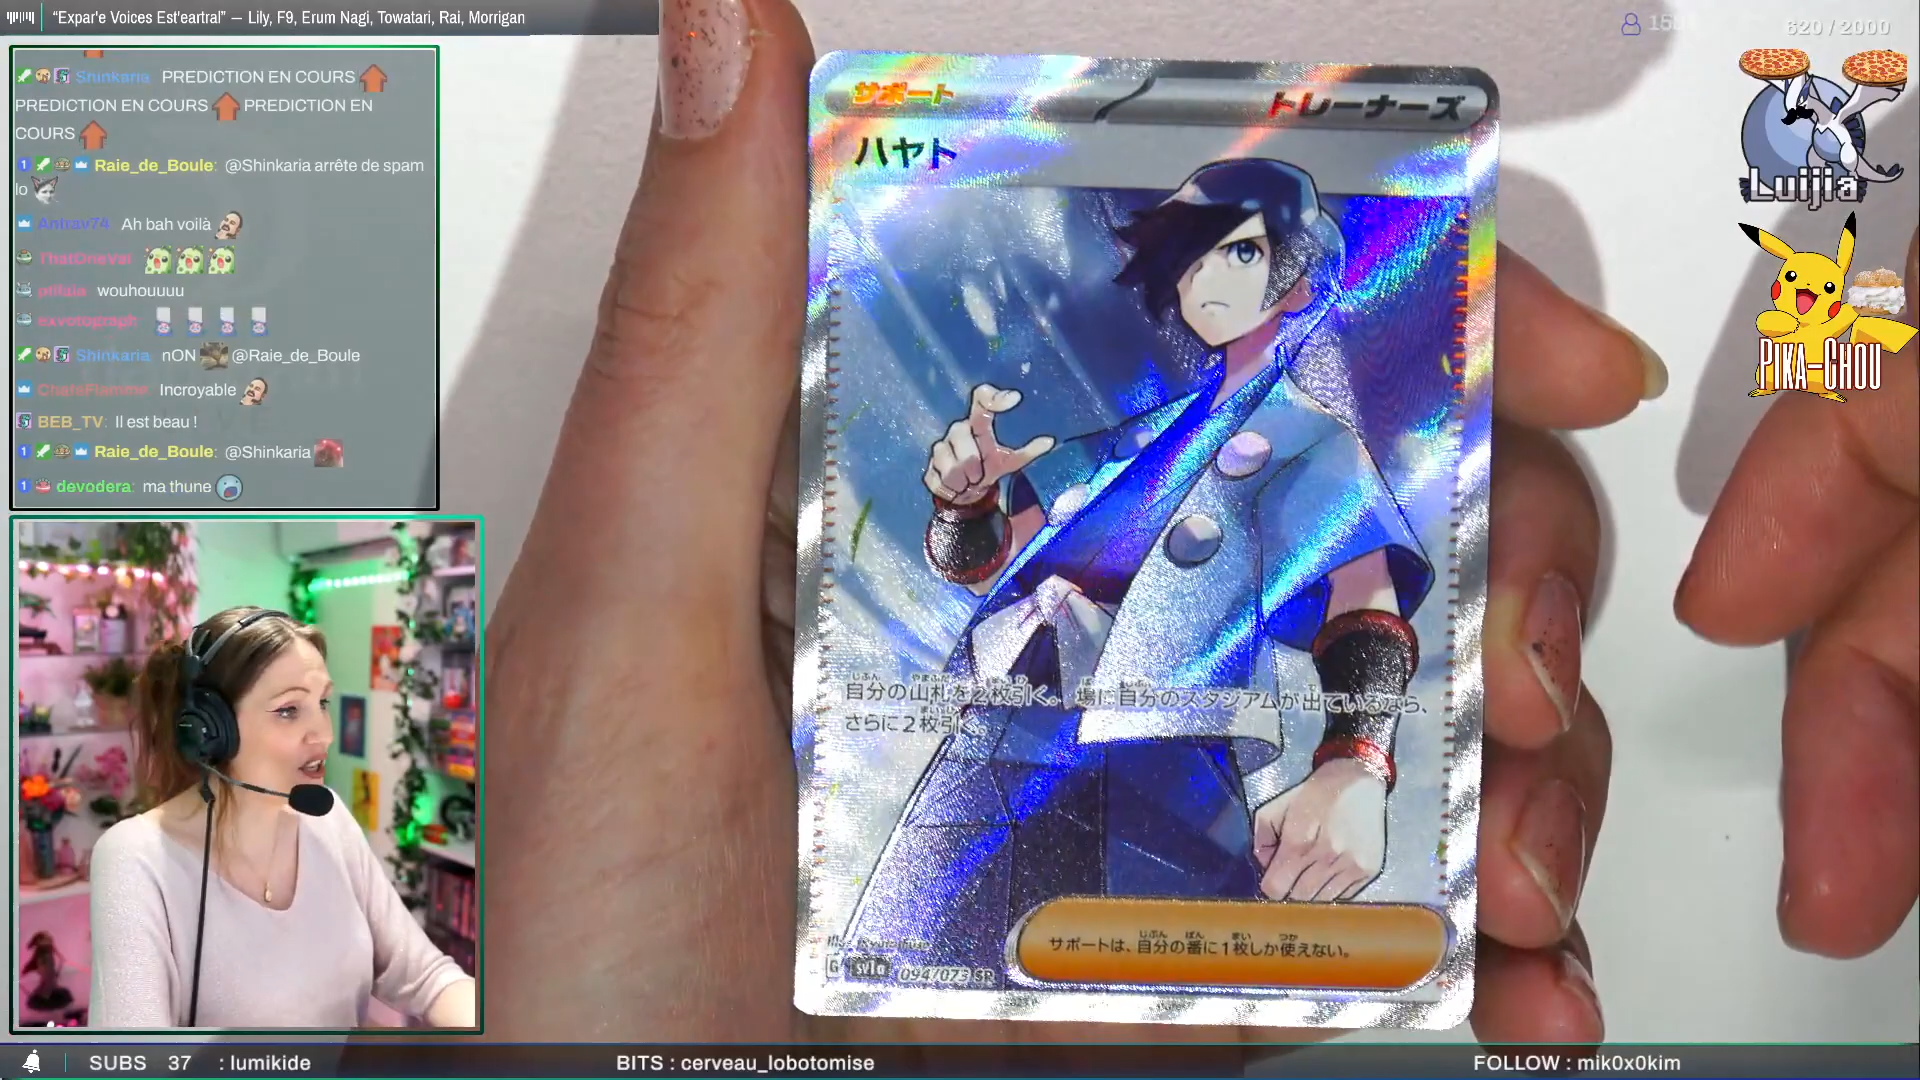 “Expar'e Voices Est'eartral” — Lily, F9, Erum Nagi, Towatari, Rai, Morrigan
620 / 2000
Shinkaria PREDICTION EN COURS
PREDICTION EN COURS PREDICTION EN
COURS
Raie_de_Boule: @Shinkaria arrête de spam
lo
Antrav74 Ah bah voilà
ThatOneVal
wouhouuuu
exvotograph
Shinkaria nON @Raie_de_Boule
ChatsFlamme Incroyable
BEB_TV: Il est beau !
Raie_de_Boule: @Shinkaria
devodera: ma thune
サポート
トレーナーズ
ハヤト
自分の山札を2枚引く。場に自分のスタジアムが出ているなら、
さらに2枚引く。
サポートは、自分の番に1枚しか使えない。
G sv1a 094/073 SR
Luijia
PIKA-CHOU
SUBS 37 : lumikide
BITS : cerveau_lobotomise
FOLLOW : mik0x0kim